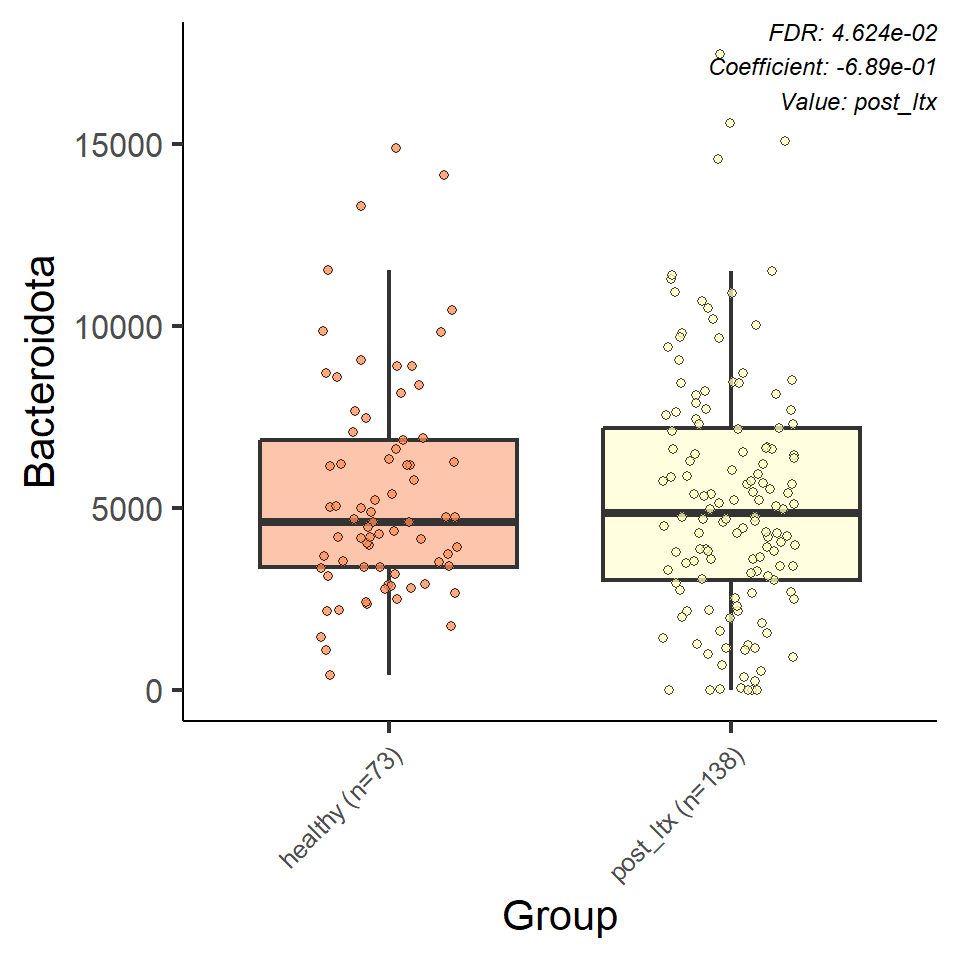 FDR: 4.624e-02
Coefficient: -6.89e-01
Value: post_ltx
Bacteroidota
15000
10000
5000
0
healthy (n=73)
post_ltx (n=138)
Group